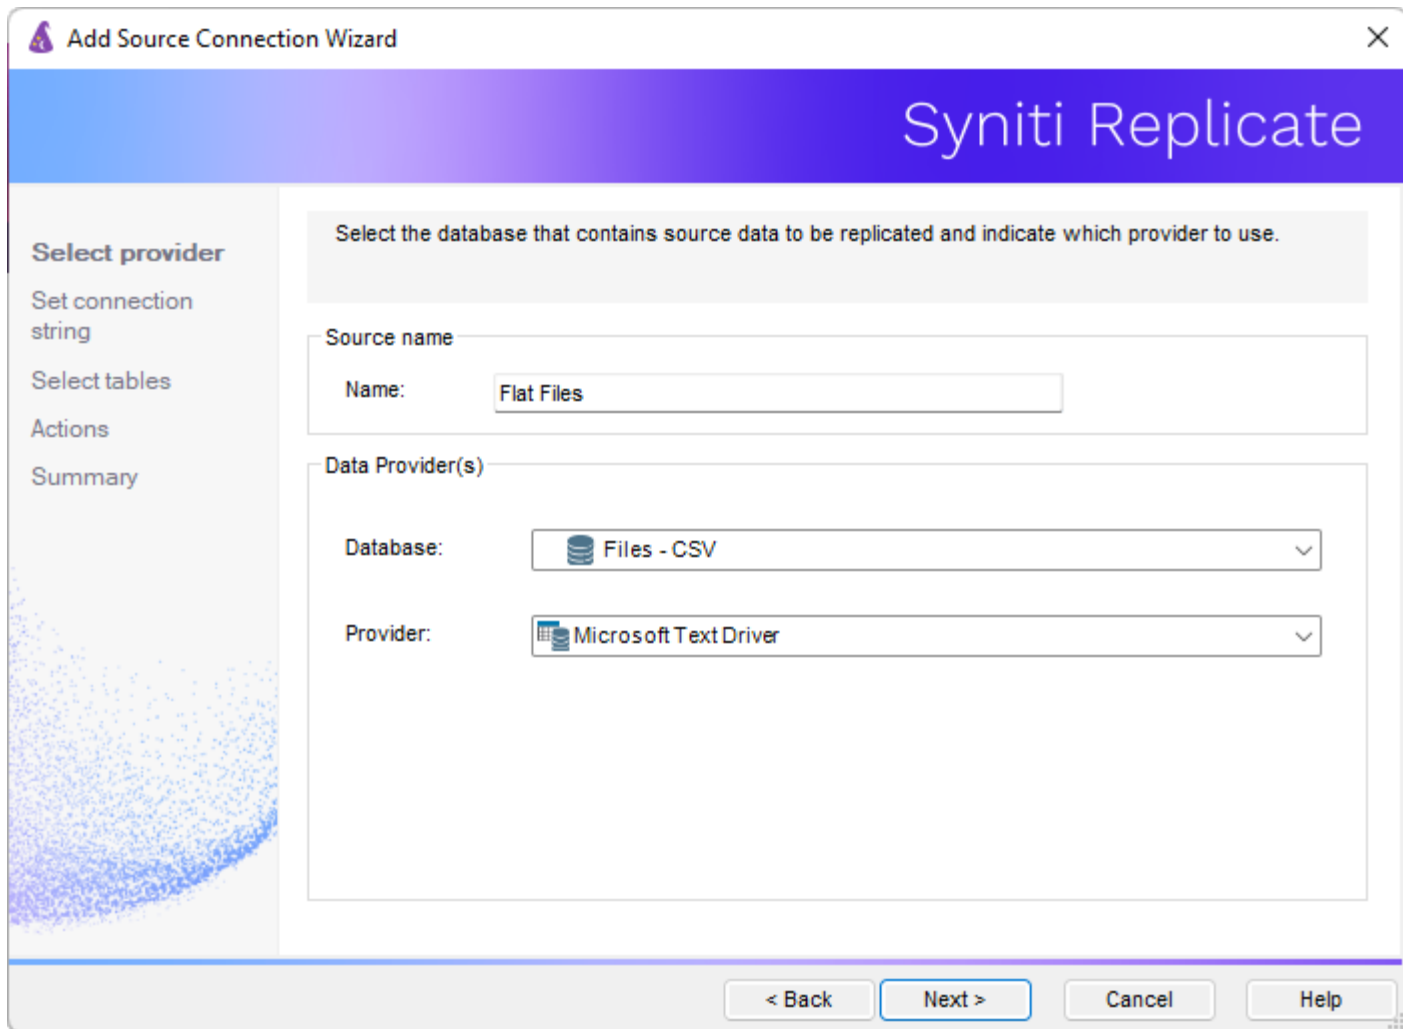 Add Source Connection Wizard
Syniti Replicate
Select provider
Set connection
string
Select tables
Actions
Summary
Select the database that contains source data to be replicated and indicate which provider to use.
Source name
Name:
Flat Files
Data Provider(s)
Database:
Files - CSV
Provider:
Microsoft Text Driver
< Back
Next >
Cancel
Help